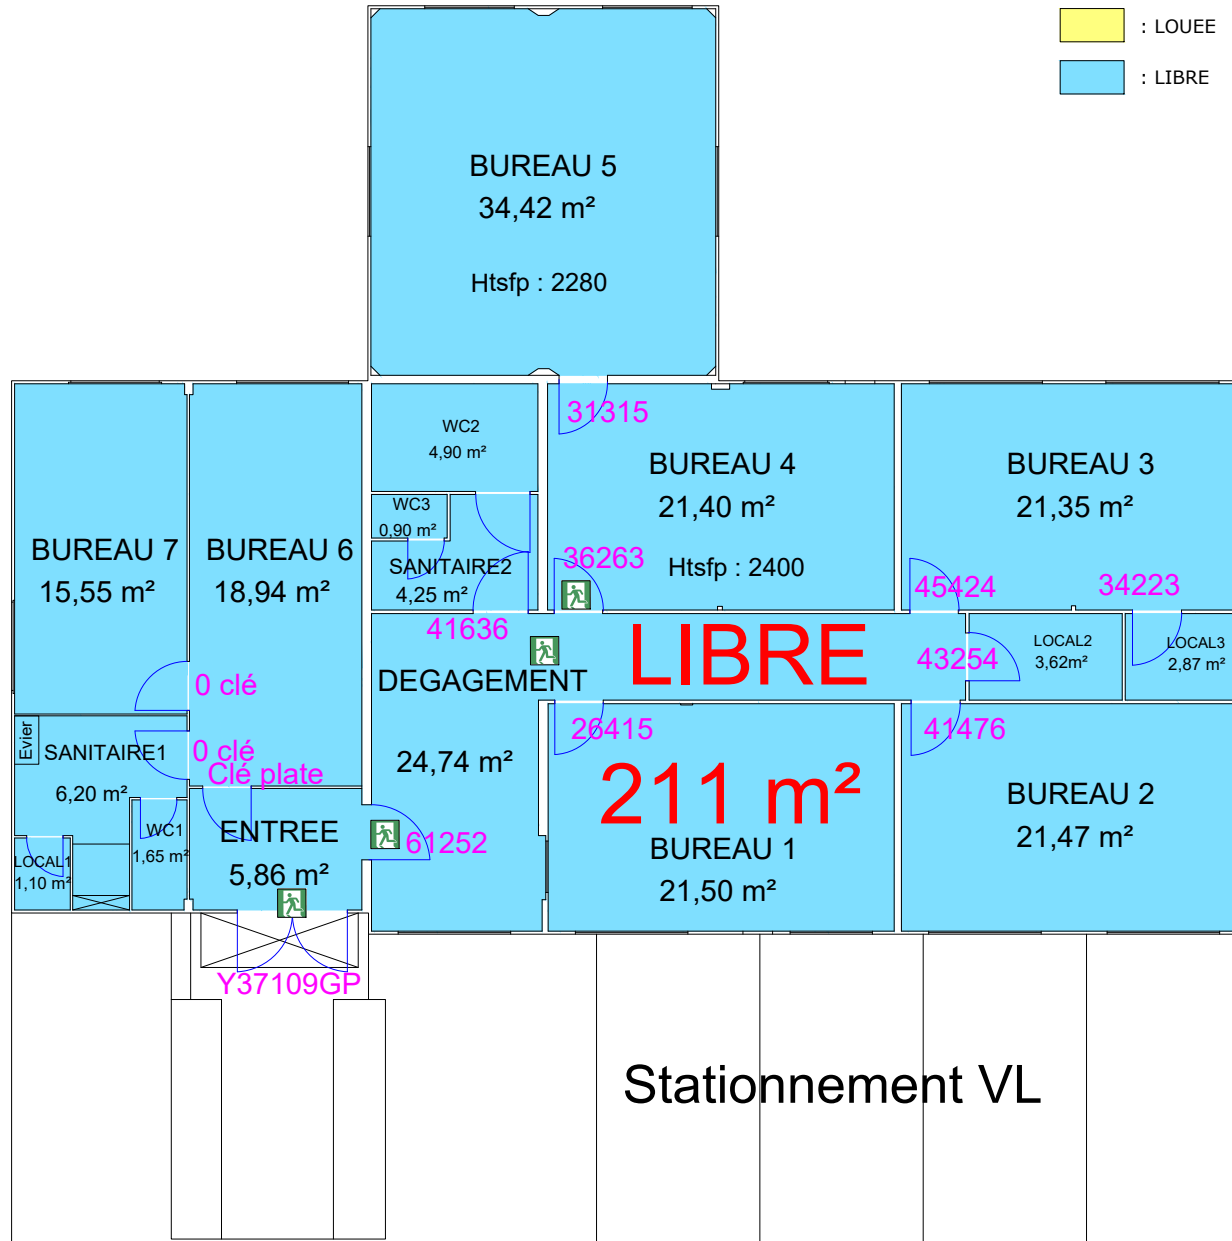 : LOUEE
: LIBRE
BUREAU 5
34,42 m²
Htsfp : 2280
31315
WC2
4,90 m²
BUREAU 4
21,40 m²
Htsfp : 2400
BUREAU 3
21,35 m²
WC3
0,90 m²
BUREAU 7
15,55 m²
BUREAU 6
18,94 m²
SANITAIRE2
4,25 m²
36263
45424
34223
41636
LIBRE
LOCAL2
3,62m²
LOCAL3
2,87 m²
43254
DEGAGEMENT
24,74 m²
0 clé
26415
41476
Evier
SANITAIRE1
6,20 m²
0 clé
Clé plate
211 m²
BUREAU 2
21,47 m²
WC1
1,65 m²
ENTREE
5,86 m²
61252
BUREAU 1
21,50 m²
LOCAL1
1,10 m²
Y37109GP
Stationnement VL